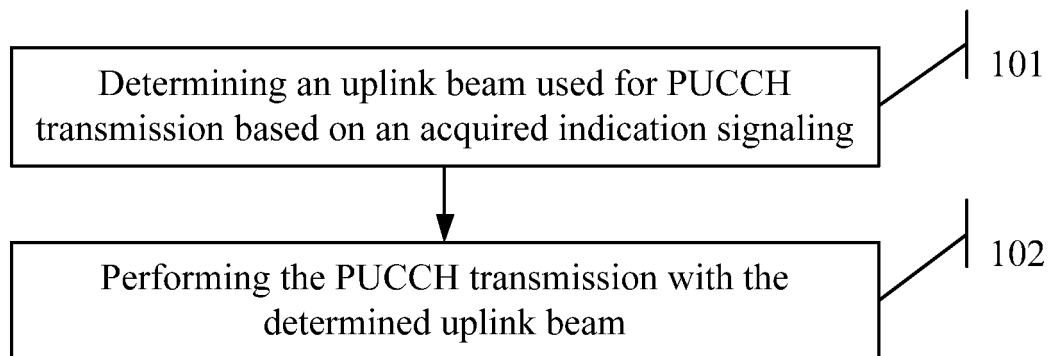 Determining an uplink beam used for PUCCH
transmission based on an acquired indication signaling
101
Performing the PUCCH transmission with the
determined uplink beam
102